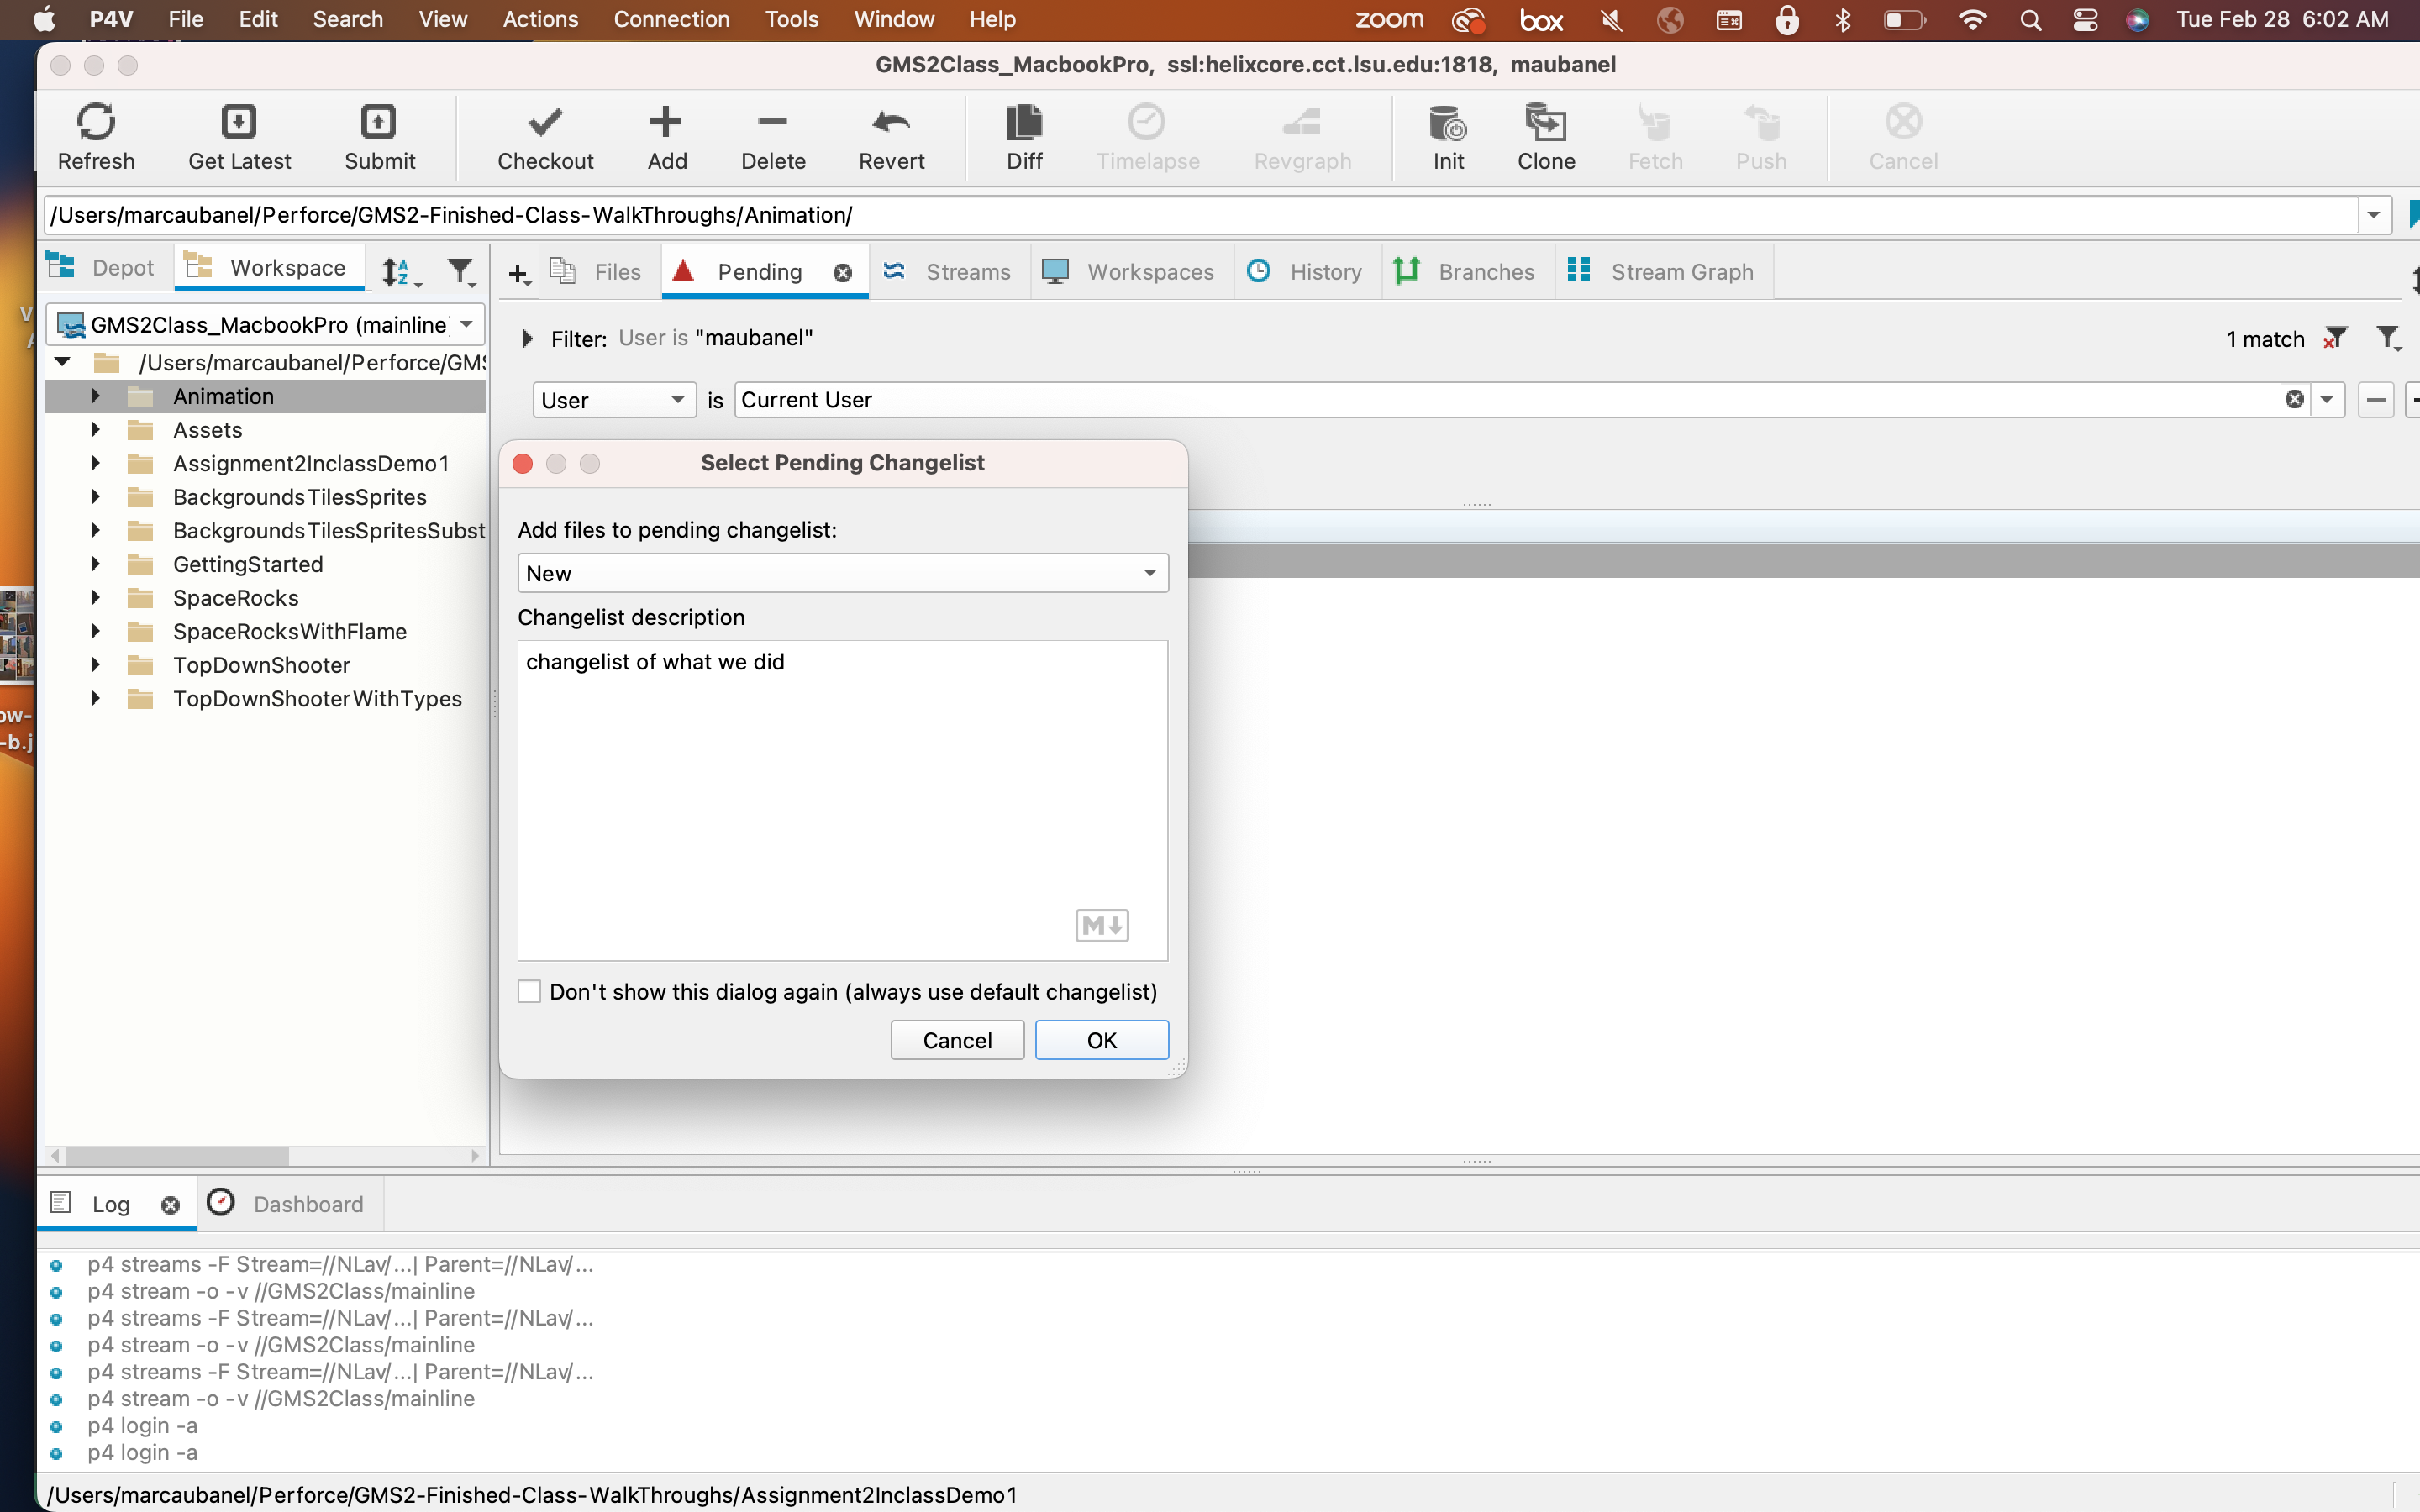 P4V File Edit Search View Actions Connection Tools Window Help zoom box Tue Feb 28 6:02 AM
GMS2Class_MacbookPro, ssl:helixcore.cct.lsu.edu:1818, maubanel
Refresh Get Latest Submit Checkout Add Delete Revert Diff Timelapse Revgraph Init Clone Fetch Push Cancel
/Users/marcaubanel/Perforce/GMS2-Finished-Class-WalkThroughs/Animation/
Depot Workspace Files Pending Streams Workspaces History Branches Stream Graph
GMS2Class_MacbookPro (mainline)
/Users/marcaubanel/Perforce/GMS
Animation
Assets
Assignment2InclassDemo1
BackgroundsTilesSprites
BackgroundsTilesSpritesSubst
GettingStarted
SpaceRocks
SpaceRocksWithFlame
TopDownShooter
TopDownShooterWithTypes
Filter: User is "maubanel" 1 match
User is Current User
Select Pending Changelist
Add files to pending changelist:
New
Changelist description
changelist of what we did
M
Don't show this dialog again (always use default changelist)
Cancel OK
ow-
-b.j
Log Dashboard
p4 streams -F Stream=//NLav/...| Parent=//NLav/...
p4 stream -o -v //GMS2Class/mainline
p4 streams -F Stream=//NLav/...| Parent=//NLav/...
p4 stream -o -v //GMS2Class/mainline
p4 streams -F Stream=//NLav/...| Parent=//NLav/...
p4 stream -o -v //GMS2Class/mainline
p4 login -a
p4 login -a
/Users/marcaubanel/Perforce/GMS2-Finished-Class-WalkThroughs/Assignment2InclassDemo1